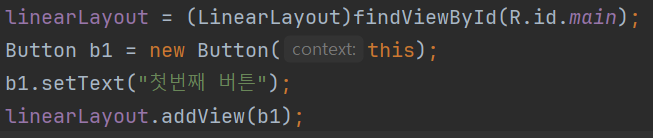 linearLayout = (LinearLayout)findViewById(R.id.main);
Button b1 = new Button( context: this);
b1.setText("첫번째 버튼");
linearLayout.addView(b1);